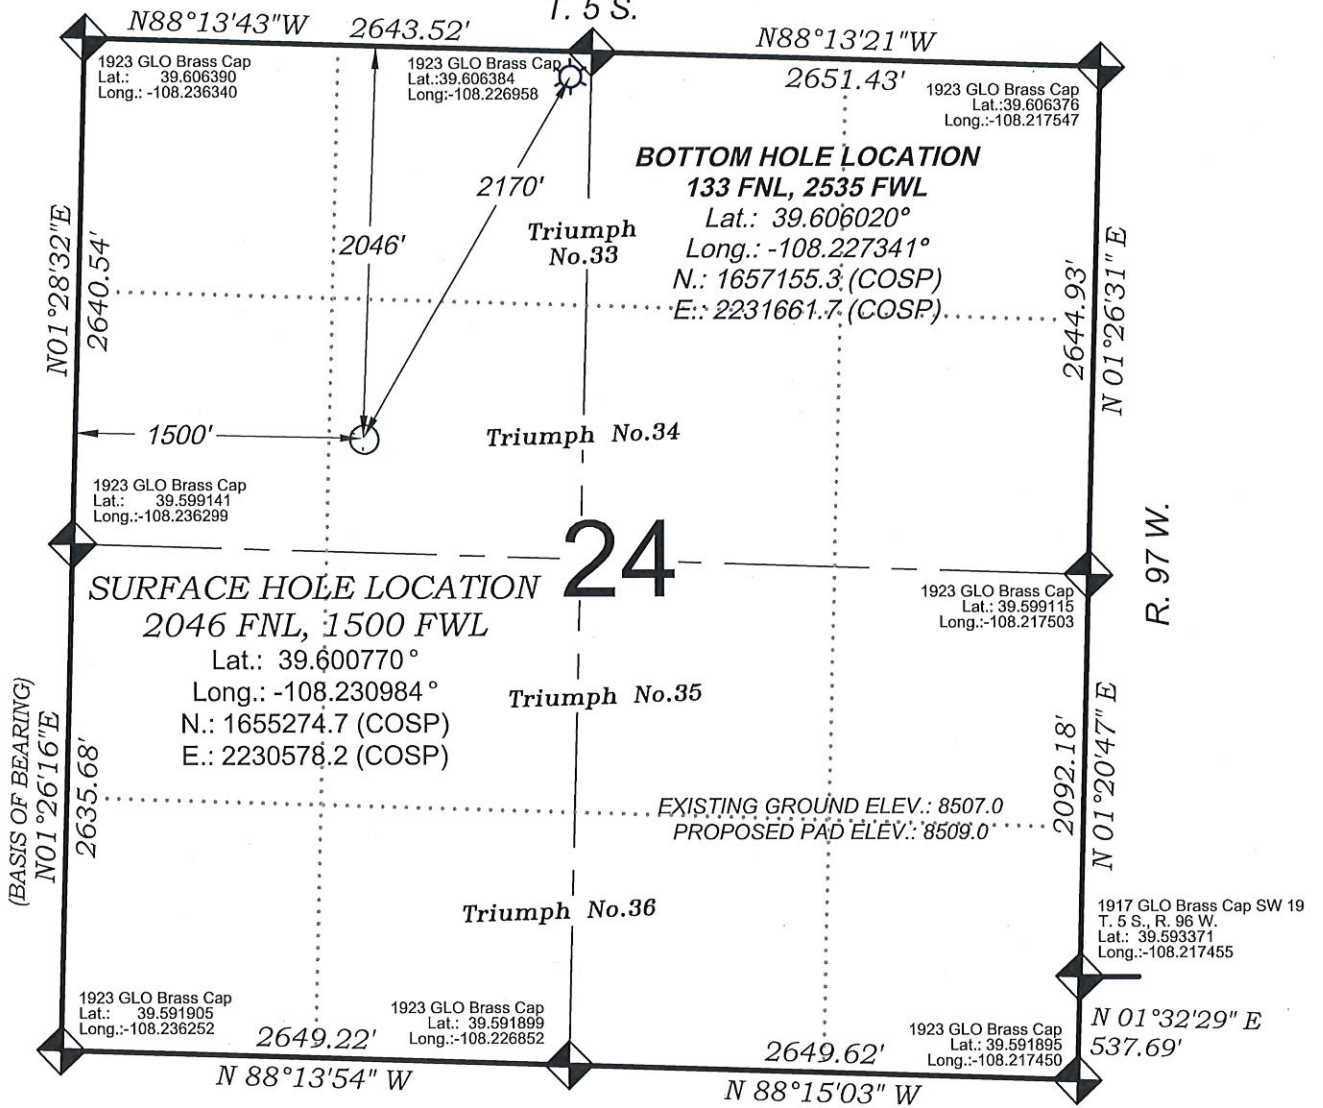 T. 5 S.
N88°13'43"W 2643.52'
N88°13'21"W
2651.43'
1923 GLO Brass Cap
Lat.: 39.606390
Long.: -108.236340
1923 GLO Brass Cap
Lat.:39.606384
Long:-108.226958
1923 GLO Brass Cap
Lat.:39.606376
Long.:-108.217547
BOTTOM HOLE LOCATION
133 FNL, 2535 FWL
Lat.: 39.606020°
Long.: -108.227341°
N.: 1657155.3 (COSP)
E.: 2231661.7 (COSP)
2170'
2046'
Triumph
No.33
N01°28'32"E
2640.54'
2644.93'
N 01°26'31" E
1500'
Triumph No.34
1923 GLO Brass Cap
Lat.: 39.599141
Long.:-108.236299
24
R. 97 W.
SURFACE HOLE LOCATION
2046 FNL, 1500 FWL
Lat.: 39.600770°
Long.: -108.230984°
N.: 1655274.7 (COSP)
E.: 2230578.2 (COSP)
1923 GLO Brass Cap
Lat.: 39.599115
Long.:-108.217503
Triumph No.35
(BASIS OF BEARING)
N01°26'16"E
2635.68'
2092.18'
N 01°20'47" E
EXISTING GROUND ELEV.: 8507.0
PROPOSED PAD ELEV.: 8509.0
Triumph No.36
1917 GLO Brass Cap SW 19
T. 5 S., R. 96 W.
Lat.: 39.593371
Long.:-108.217455
1923 GLO Brass Cap
Lat.: 39.591905
Long.:-108.236252
1923 GLO Brass Cap
Lat.: 39.591899
Long.:-108.226852
1923 GLO Brass Cap
Lat.: 39.591895
Long.:-108.217450
N 01°32'29" E
537.69'
2649.22'
N 88°13'54" W
2649.62'
N 88°15'03" W